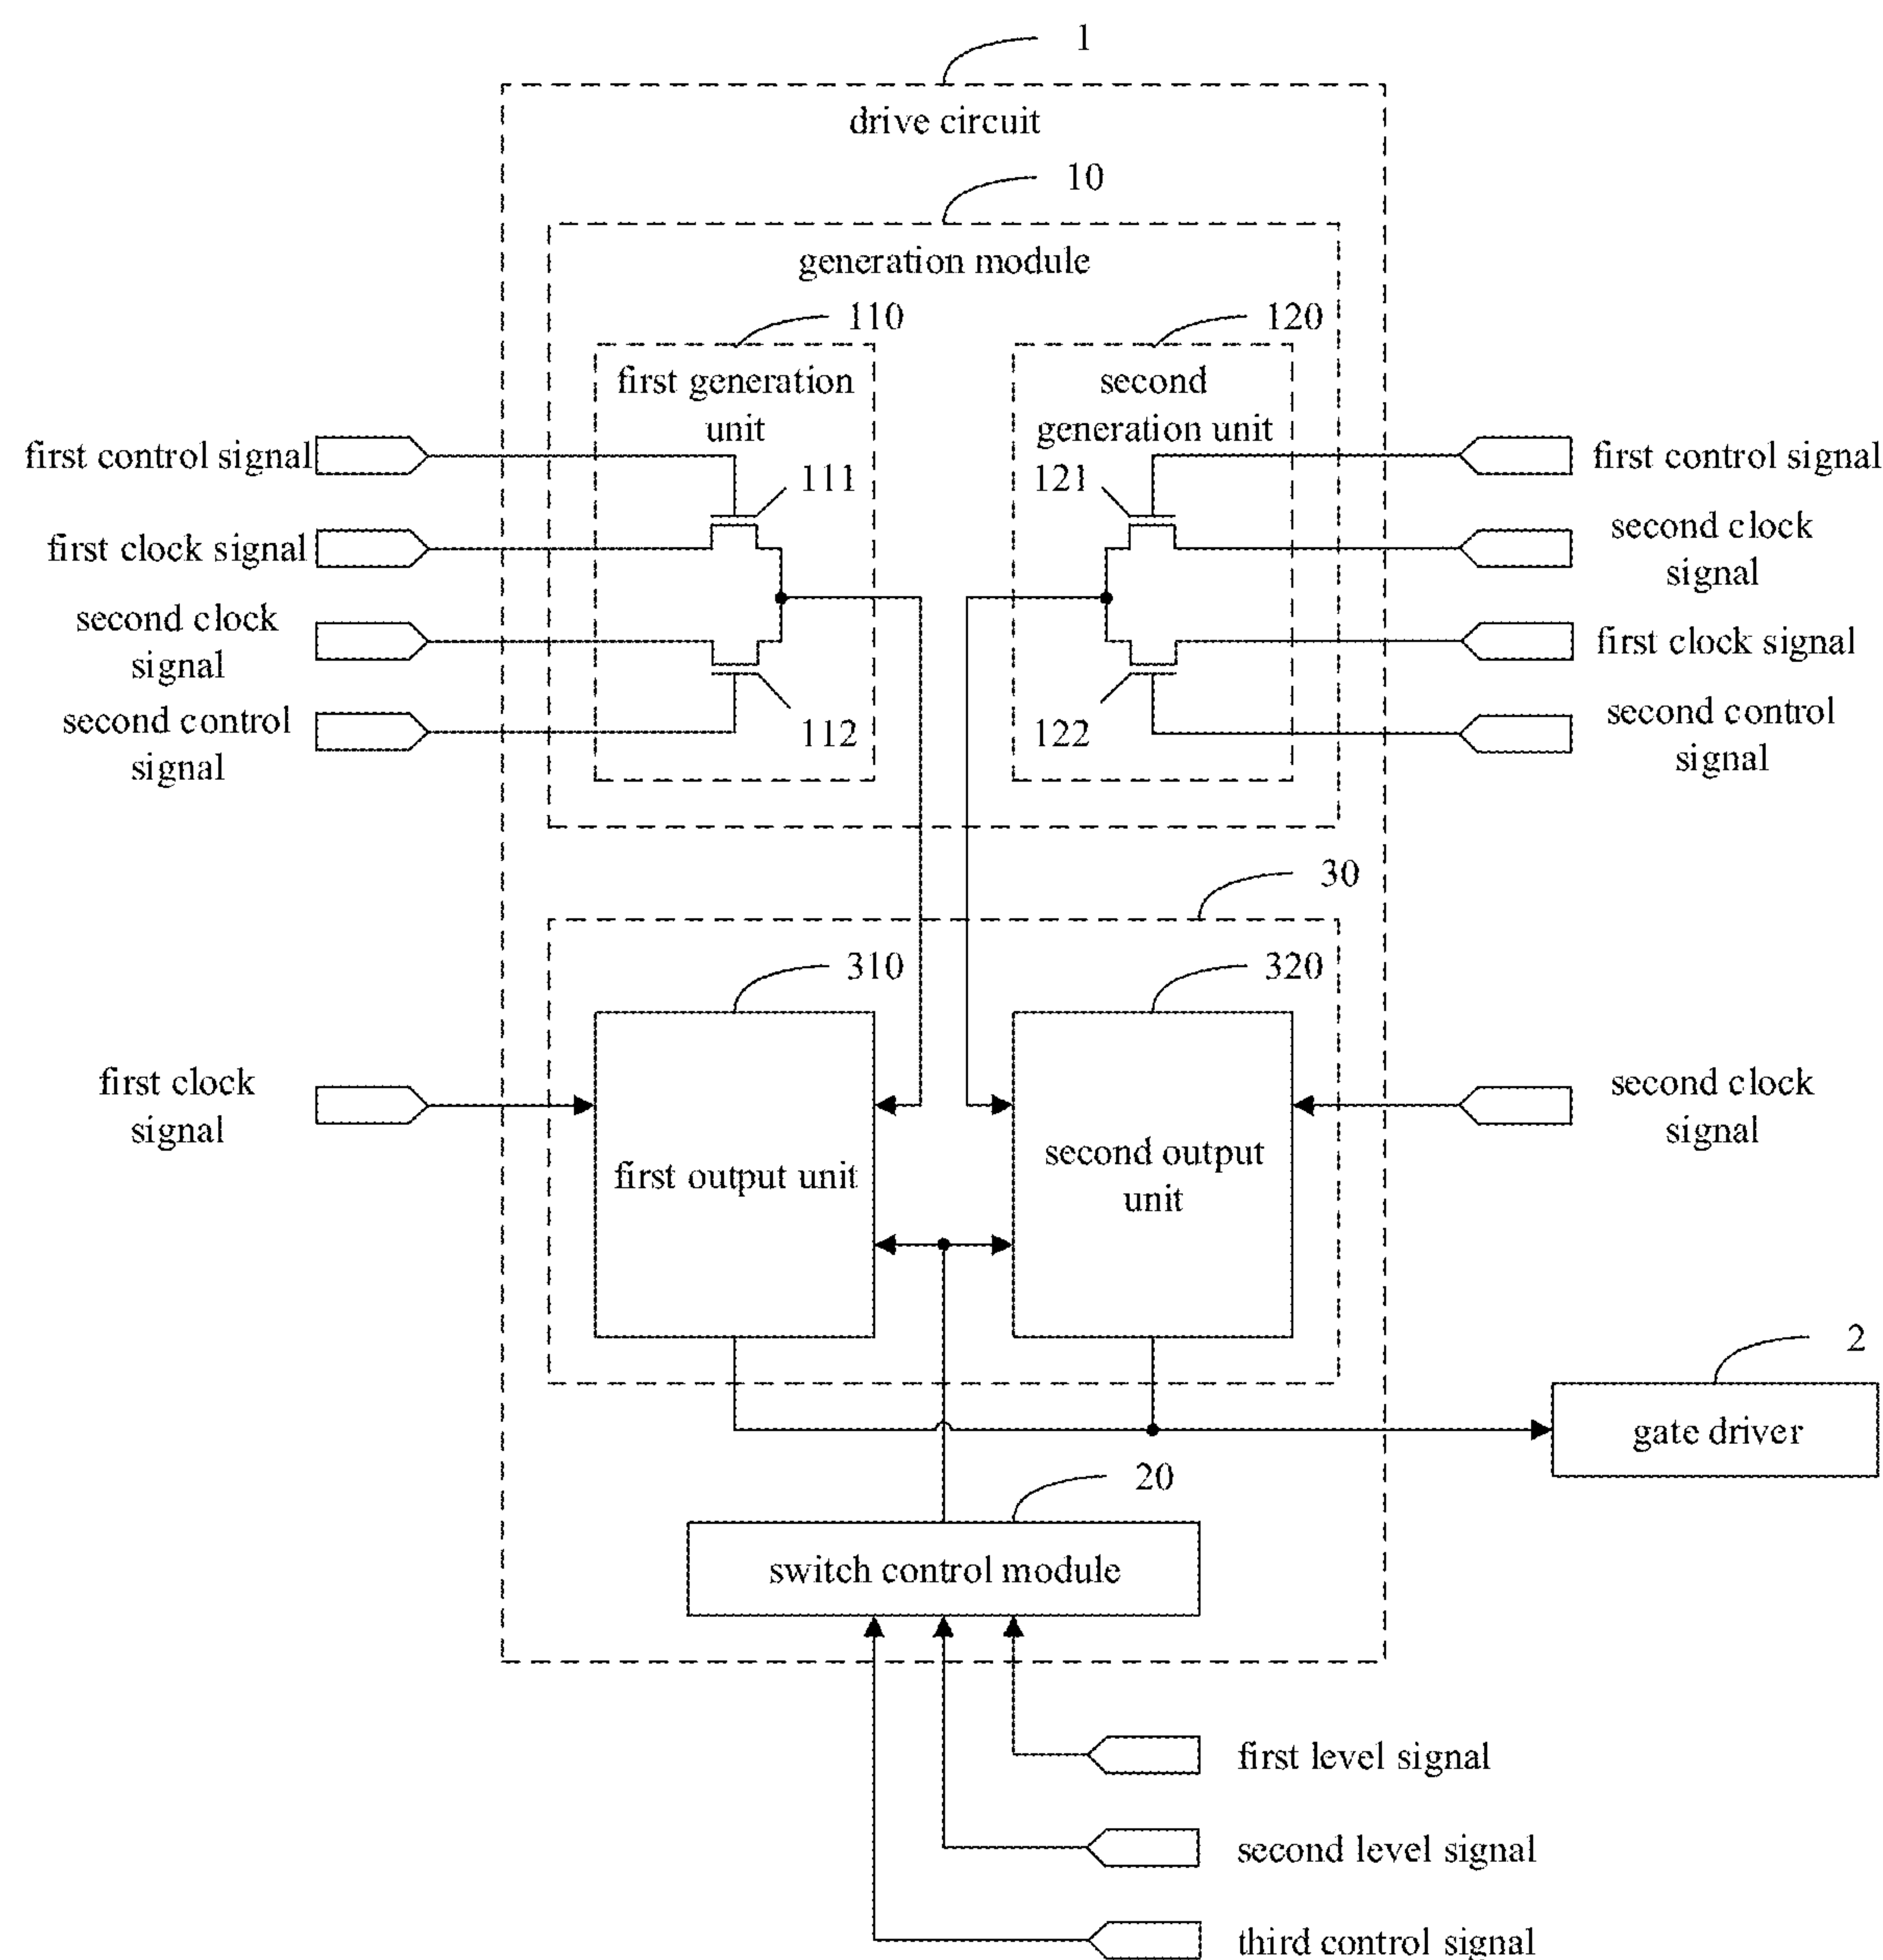 1
drive circuit
10
generation module
110
120
first generation
unit
second
generation unit
first control signal
first control signal
111
121
first clock signal
second clock
signal
second clock
signal
first clock signal
second control
signal
second control
signal
112
122
30
310
320
first clock
signal
second clock
signal
first output unit
second output
unit
2
gate driver
20
switch control module
first level signal
second level signal
third control signal